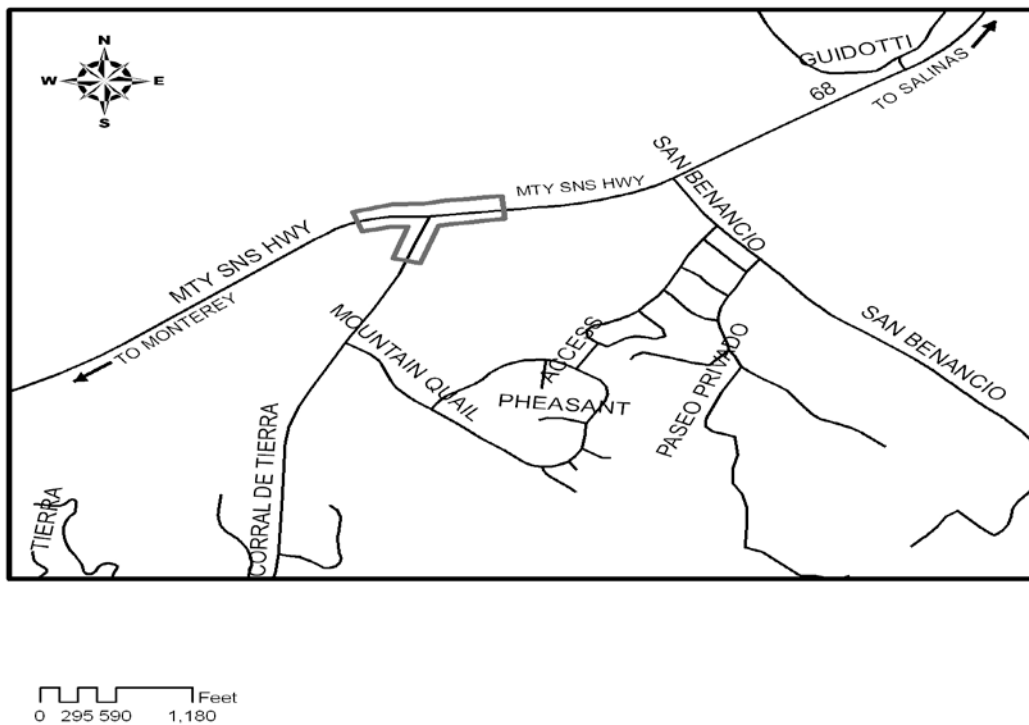 N
W E
S
GUIDOTTI
68
TO SALINAS
SAN BENANCIO
MTY SNS HWY
MTY SNS HWY
TO MONTEREY
MOUNTAIN QUAIL
ACCESS
PHEASANT
PASEO PRIVADO
SAN BENANCIO
CORRAL DE TIERRA
TIERRA
Feet
0 295 590 1,180